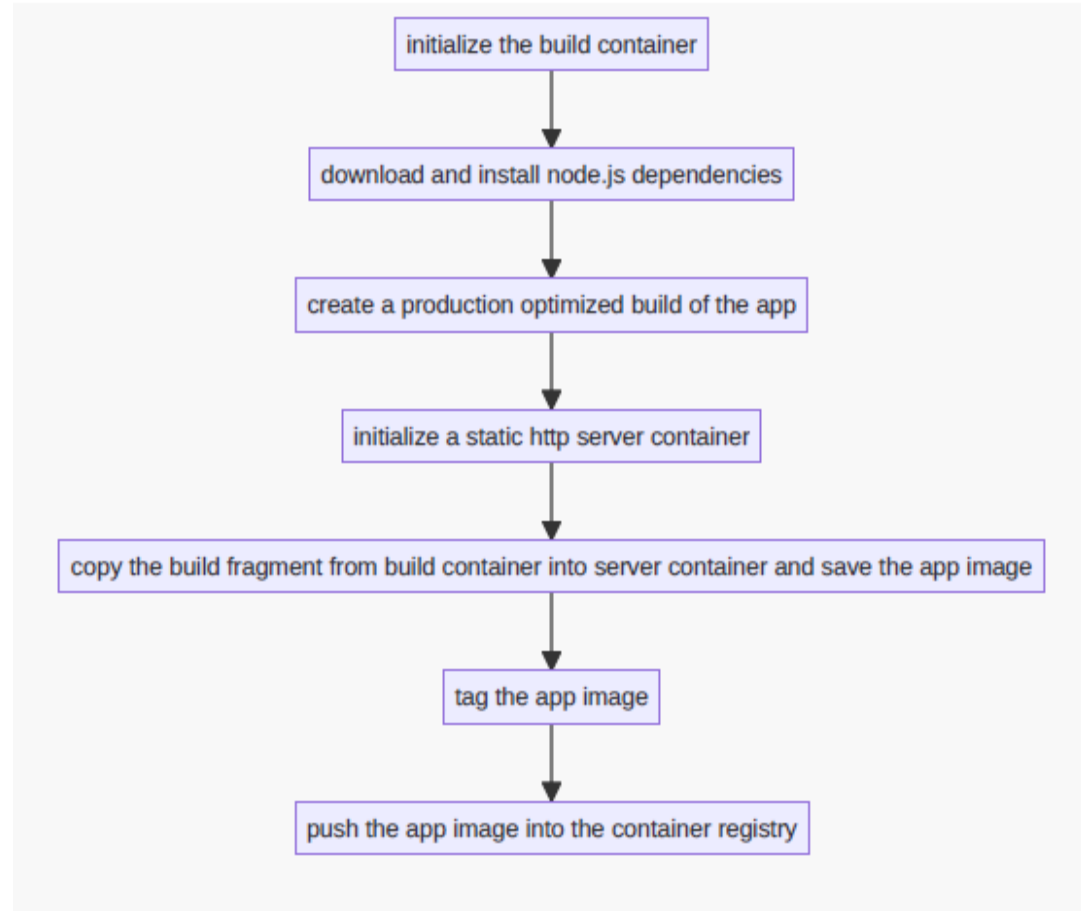 initialize the build container
download and install node.js dependencies
create a production optimized build of the app
initialize a static http server container
copy the build fragment from build container into server container and save the app image
tag the app image
push the app image into the container registry